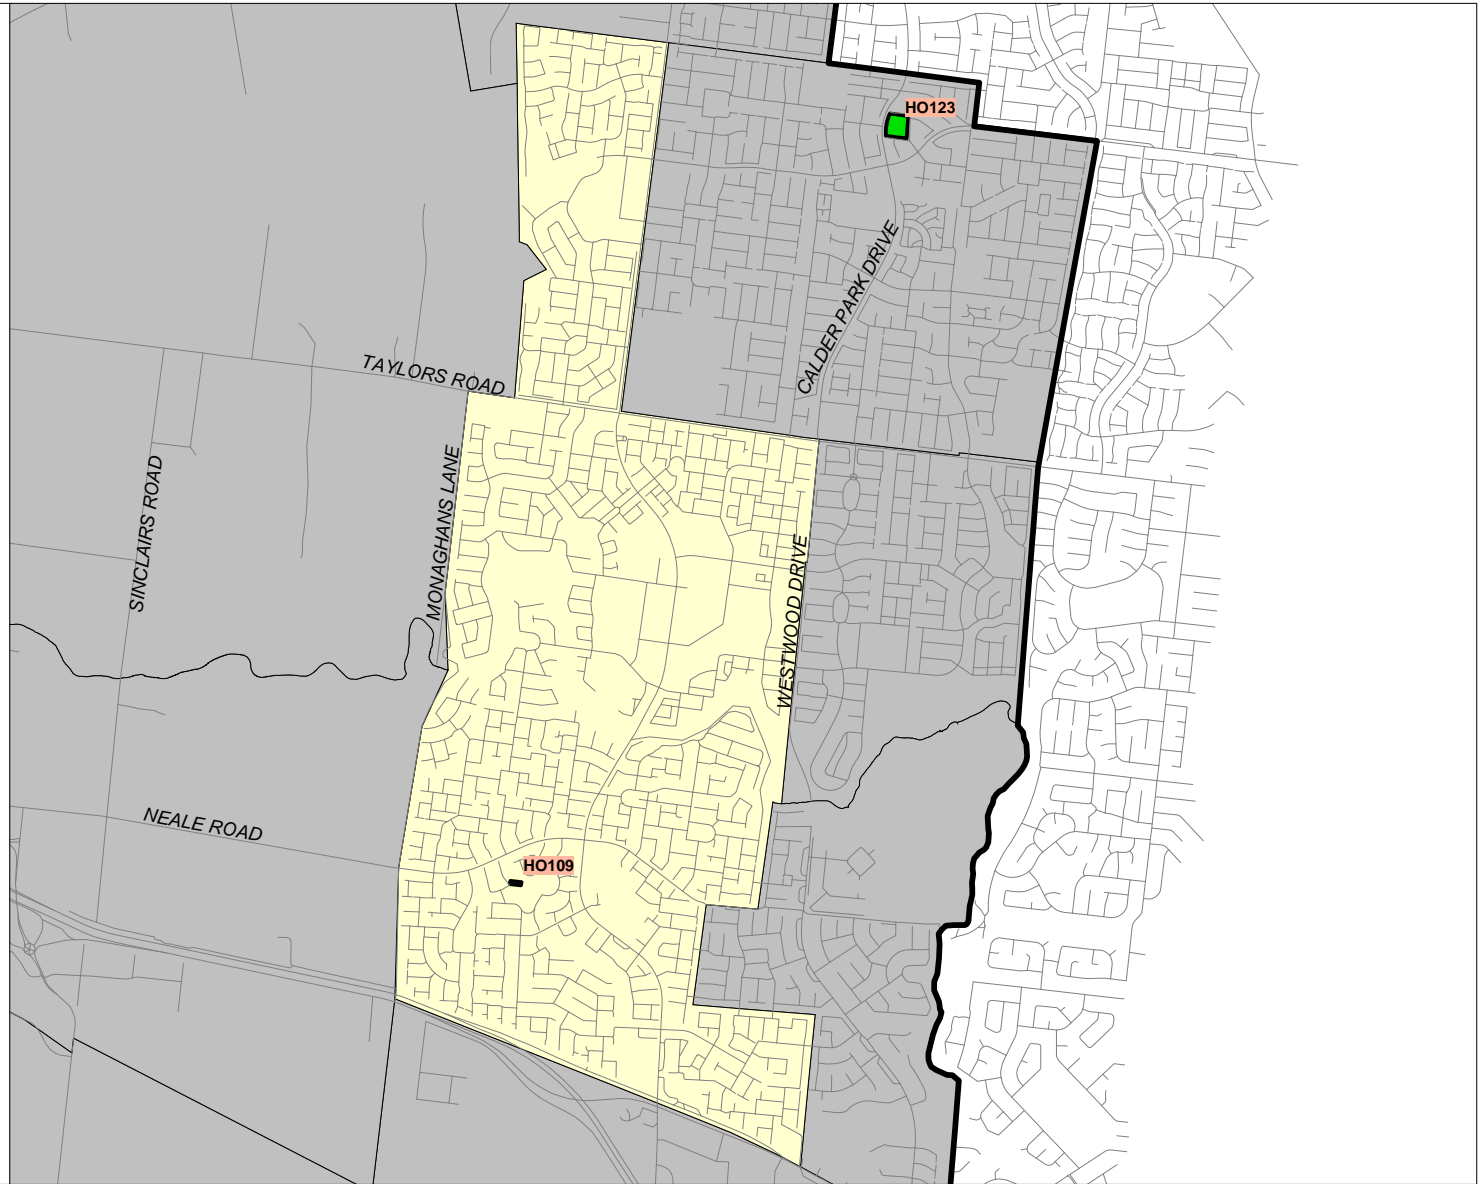 HO123
CALDER PARK DRIVE
TAYLORS ROAD
MONAGHANS LANE
SINCLAIRS ROAD
WESTWOOD DRIVE
NEALE ROAD
HO109